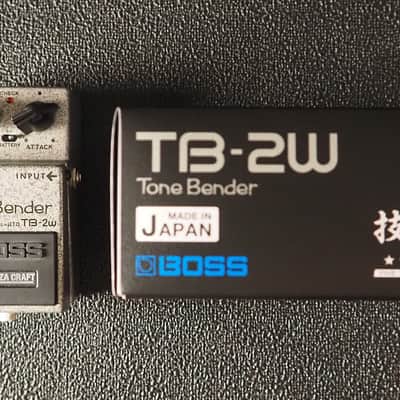 CHECK
BATTERY
ATTACK
INPUT
Bender
TB-2W
BOSS
ZA CRAFT
TB-2W
Tone Bender
MADE IN
JAPAN
BOSS
技